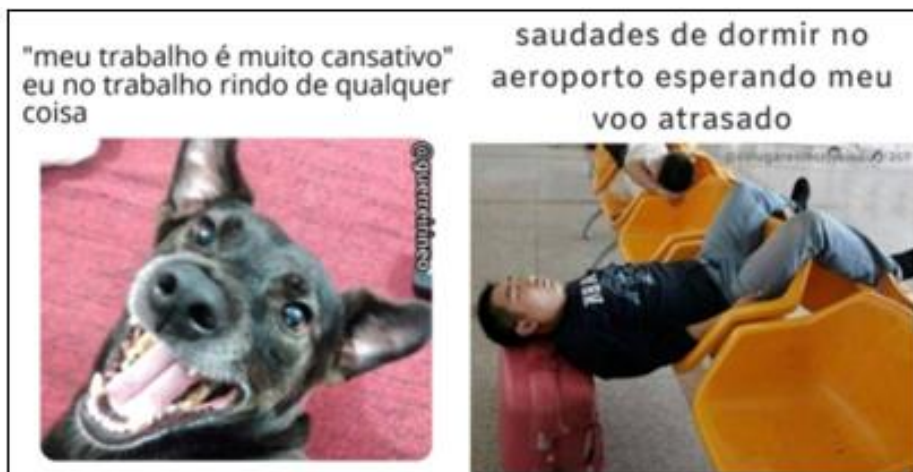 "meu trabalho é muito cansativo"
eu no trabalho rindo de qualquer
coisa
@guerreirineo
saudades de dormir no
aeroporto esperando meu
voo atrasado